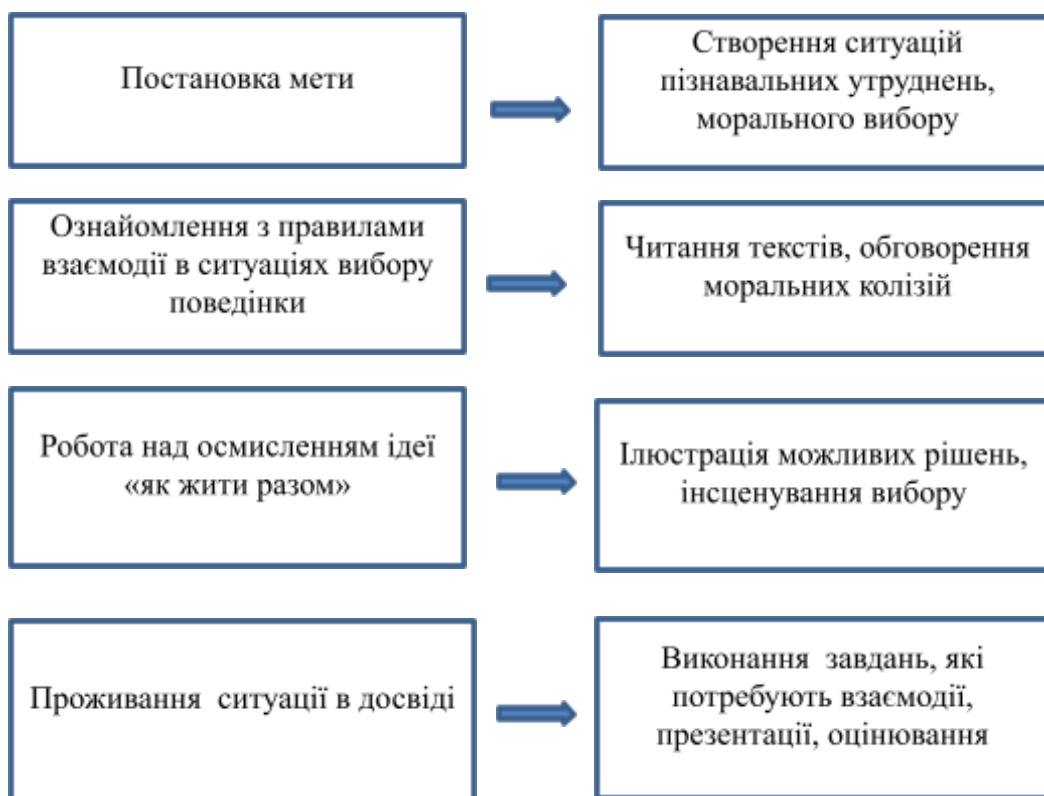 Постановка мети
Створення ситуацій
пізнавальних утруднень,
морального вибору
Ознайомлення з правилами
взаємодії в ситуаціях вибору
поведінки
Читання текстів, обговорення
моральних колізій
Робота над осмисленням ідеї
«як жити разом»
Ілюстрація можливих рішень,
інсценування вибору
Проживання ситуації в досвіді
Виконання завдань, які
потребують взаємодії,
презентації, оцінювання